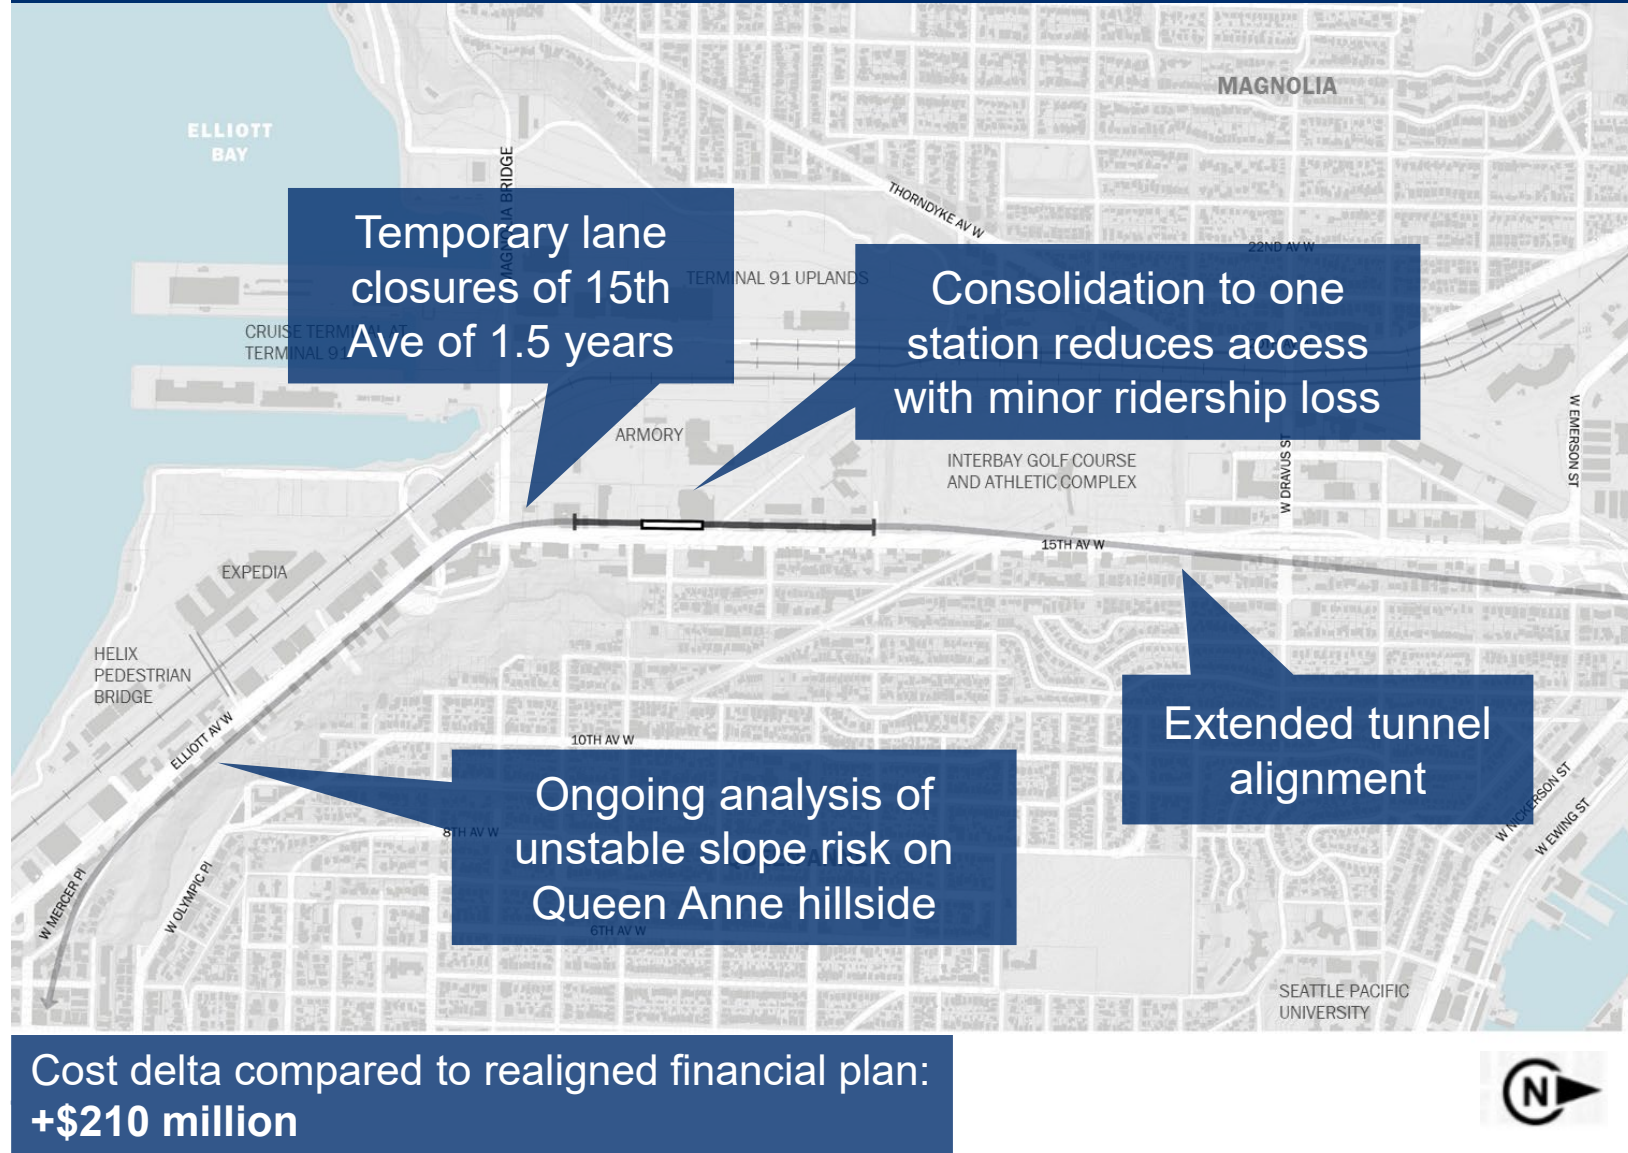 MAGNOLIA
ELLIOTT
BAY
MAGNOLIA BRIDGE
THORNDYKE AV W
22ND AV W
Temporary lane
closures of 15th
Ave of 1.5 years
TERMINAL 91 UPLANDS
Consolidation to one
station reduces access
with minor ridership loss
CRUISE TERMINAL AT
TERMINAL 91
ARMORY
INTERBAY GOLF COURSE
AND ATHLETIC COMPLEX
W DRAVUS ST
W EMERSON ST
15TH AV W
EXPEDIA
HELIX
PEDESTRIAN
BRIDGE
ELLIOTT AV W
10TH AV W
Extended tunnel
alignment
Ongoing analysis of
unstable slope risk on
Queen Anne hillside
8TH AV W
6TH AV W
W MERCER Pl
W OLYMPIC Pl
W NICKERSON ST
W EWING ST
SEATTLE PACIFIC
UNIVERSITY
Cost delta compared to realigned financial plan:
+$210 million
N